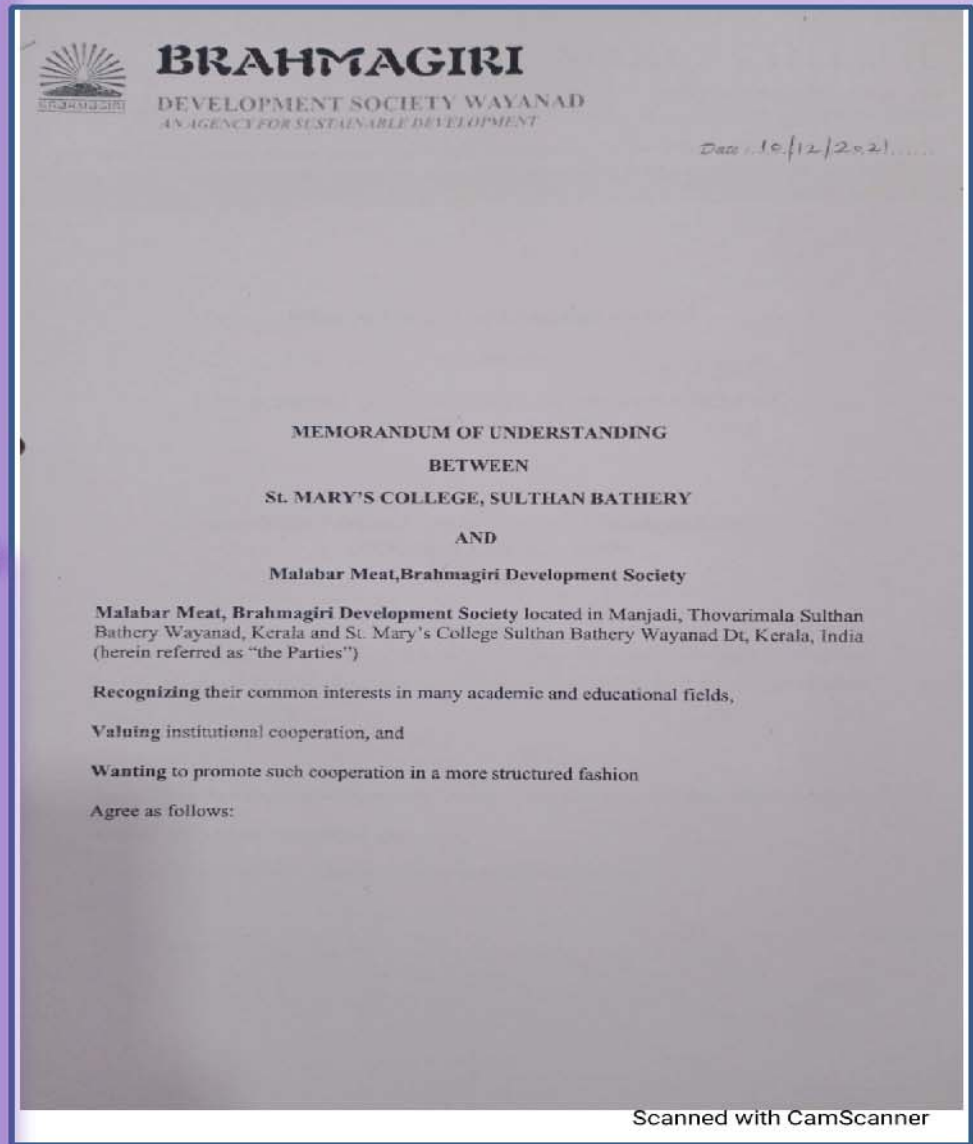 BRAHMAGIRI
BRAHMAGIRI
DEVELOPMENT SOCIETY WAYANAD
AN AGENCY FOR SUSTAINABLE DEVELOPMENT
Date : 10/12/2021......
MEMORANDUM OF UNDERSTANDING
BETWEEN
St. MARY'S COLLEGE, SULTHAN BATHERY
AND
Malabar Meat,Brahmagiri Development Society
Malabar Meat, Brahmagiri Development Society located in Manjadi, Thovarimala Sulthan
Bathery Wayanad, Kerala and St. Mary's College Sulthan Bathery Wayanad Dt, Kerala, India
(herein referred as "the Parties")
Recognizing their common interests in many academic and educational fields,
Valuing institutional cooperation, and
Wanting to promote such cooperation in a more structured fashion
Agree as follows:
Scanned with CamScanner